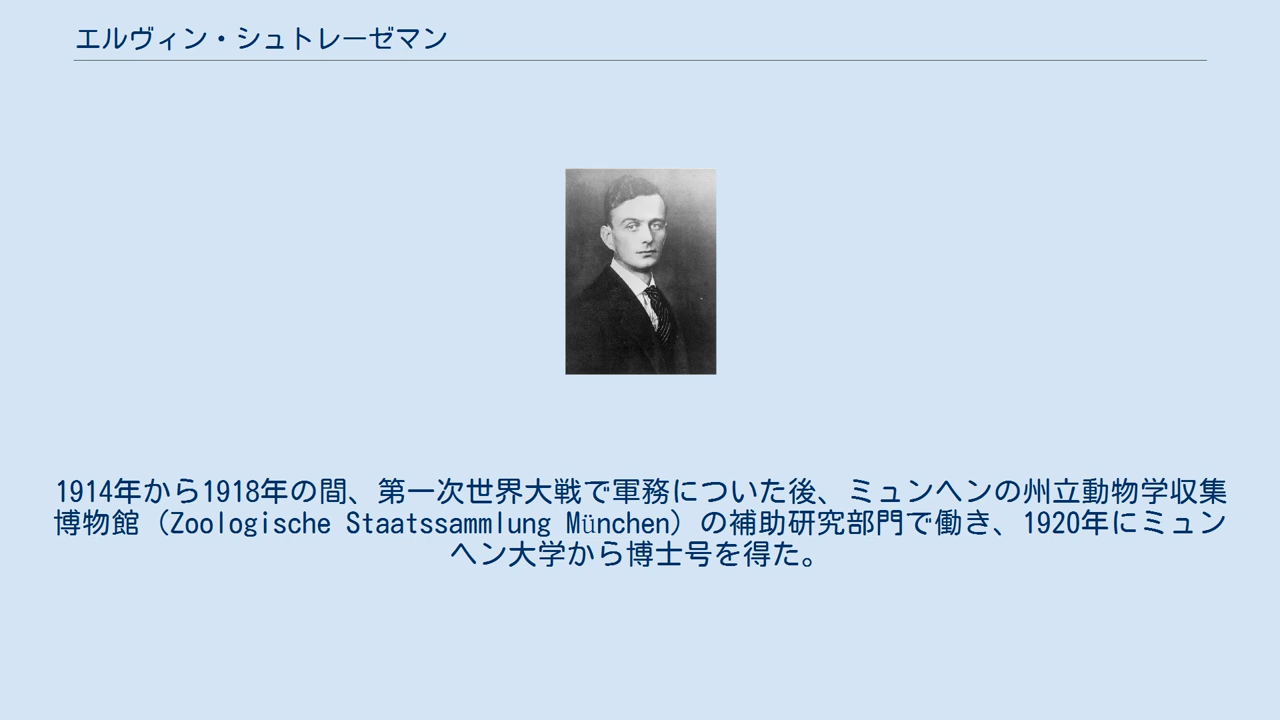 エルヴィン・シュトレーゼマン
1914年から1918年の間、第一次世界大戦で軍務についた後、ミュンヘンの州立動物学収集
博物館（Zoologische Staatssammlung München）の補助研究部門で働き、1920年にミュン
ヘン大学から博士号を得た。